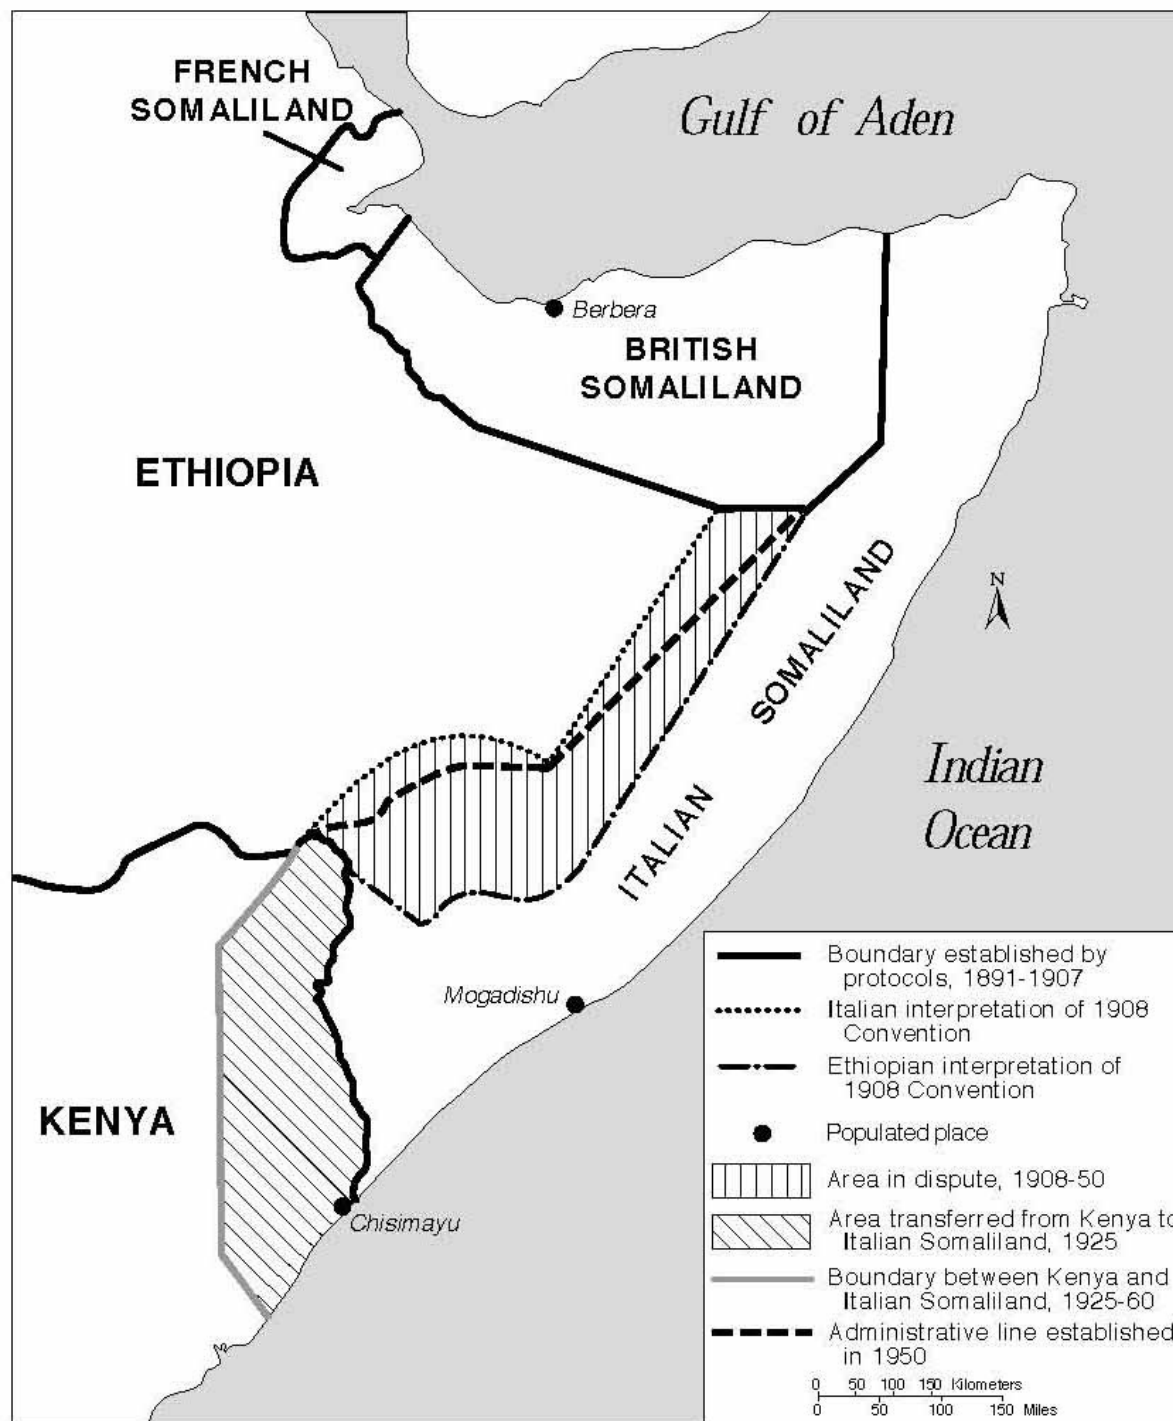 FRENCH
SOMALILAND
Gulf of Aden
Berbera
BRITISH
SOMALILAND
ETHIOPIA
N
SOMALILAND
ITALIAN
Indian
Ocean
Mogadishu
KENYA
Chisimayu
Boundary established by
protocols, 1891-1907
Italian interpretation of 1908
Convention
Ethiopian interpretation of
1908 Convention
Populated place
Area in dispute, 1908-50
Area transferred from Kenya to
Italian Somaliland, 1925
Boundary between Kenya and
Italian Somaliland, 1925-60
Administrative line established
in 1950
0 50 100 150 Kilometers
0 50 100 150 Miles